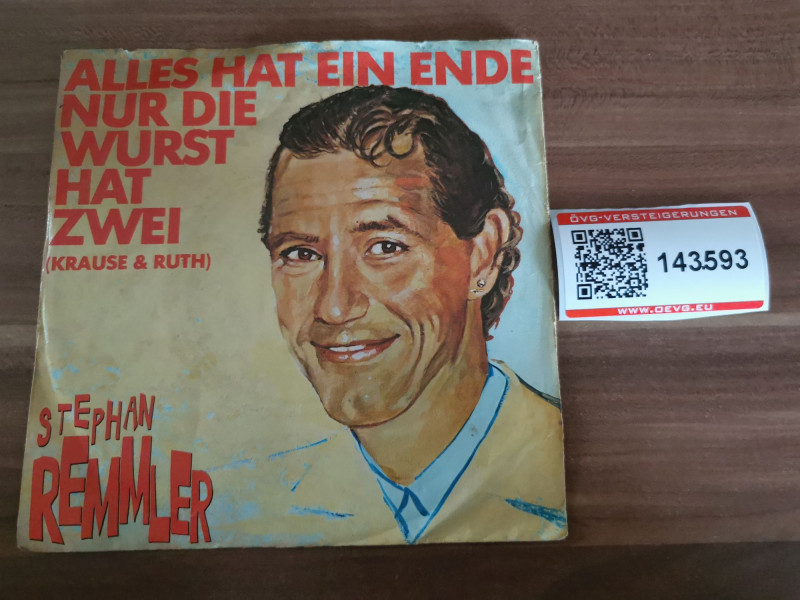 ALLES HAT EIN ENDE
NUR DIE
WURST
HAT
ZWEI
(KRAUSE & RUTH)
STEPHAN
REMMLER
ÖVG-VERSTEIGERUNGEN
143593
WWW.OEVG.EU